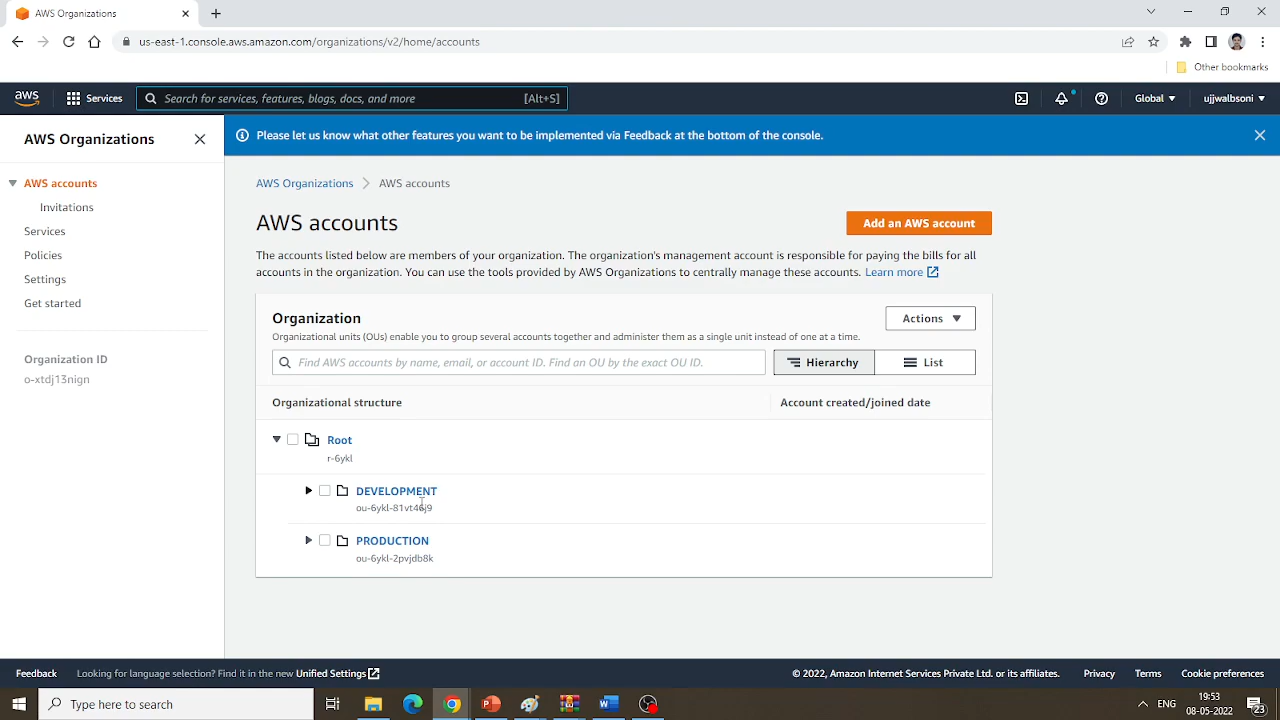 AWS Organizations
us-east-1.console.aws.amazon.com/organizations/v2/home/accounts
Other bookmarks
aws
Services
Search for services, features, blogs, docs, and more
[Alt+S]
Global
ujjwalbsoni
AWS Organizations
Please let us know what other features you want to be implemented via Feedback at the bottom of the console.
AWS accounts
Invitations
Services
Policies
Settings
Get started
Organization ID
o-xtdj13nign
AWS Organizations
AWS accounts
AWS accounts
Add an AWS account
The accounts listed below are members of your organization. The organization's management account is responsible for paying the bills for all
accounts in the organization. You can use the tools provided by AWS Organizations to centrally manage these accounts. Learn more
Organization
Actions
Organizational units (OUs) enable you to group several accounts together and administer them as a single unit instead of one at a time.
Find AWS accounts by name, email, or account ID. Find an OU by the exact OU ID.
Hierarchy
List
Organizational structure
Account created/joined date
Root
r-6ykl
DEVELOPMENT
PRODUCTION
ou-6ykl-2pvjdb8k
Feedback
Looking for language selection? Find it in the new Unified Settings
© 2022, Amazon Internet Services Private Ltd. or its affiliates.
Privacy
Terms
Cookie preferences
Type here to search
ENG
19:53
08-05-2022
23